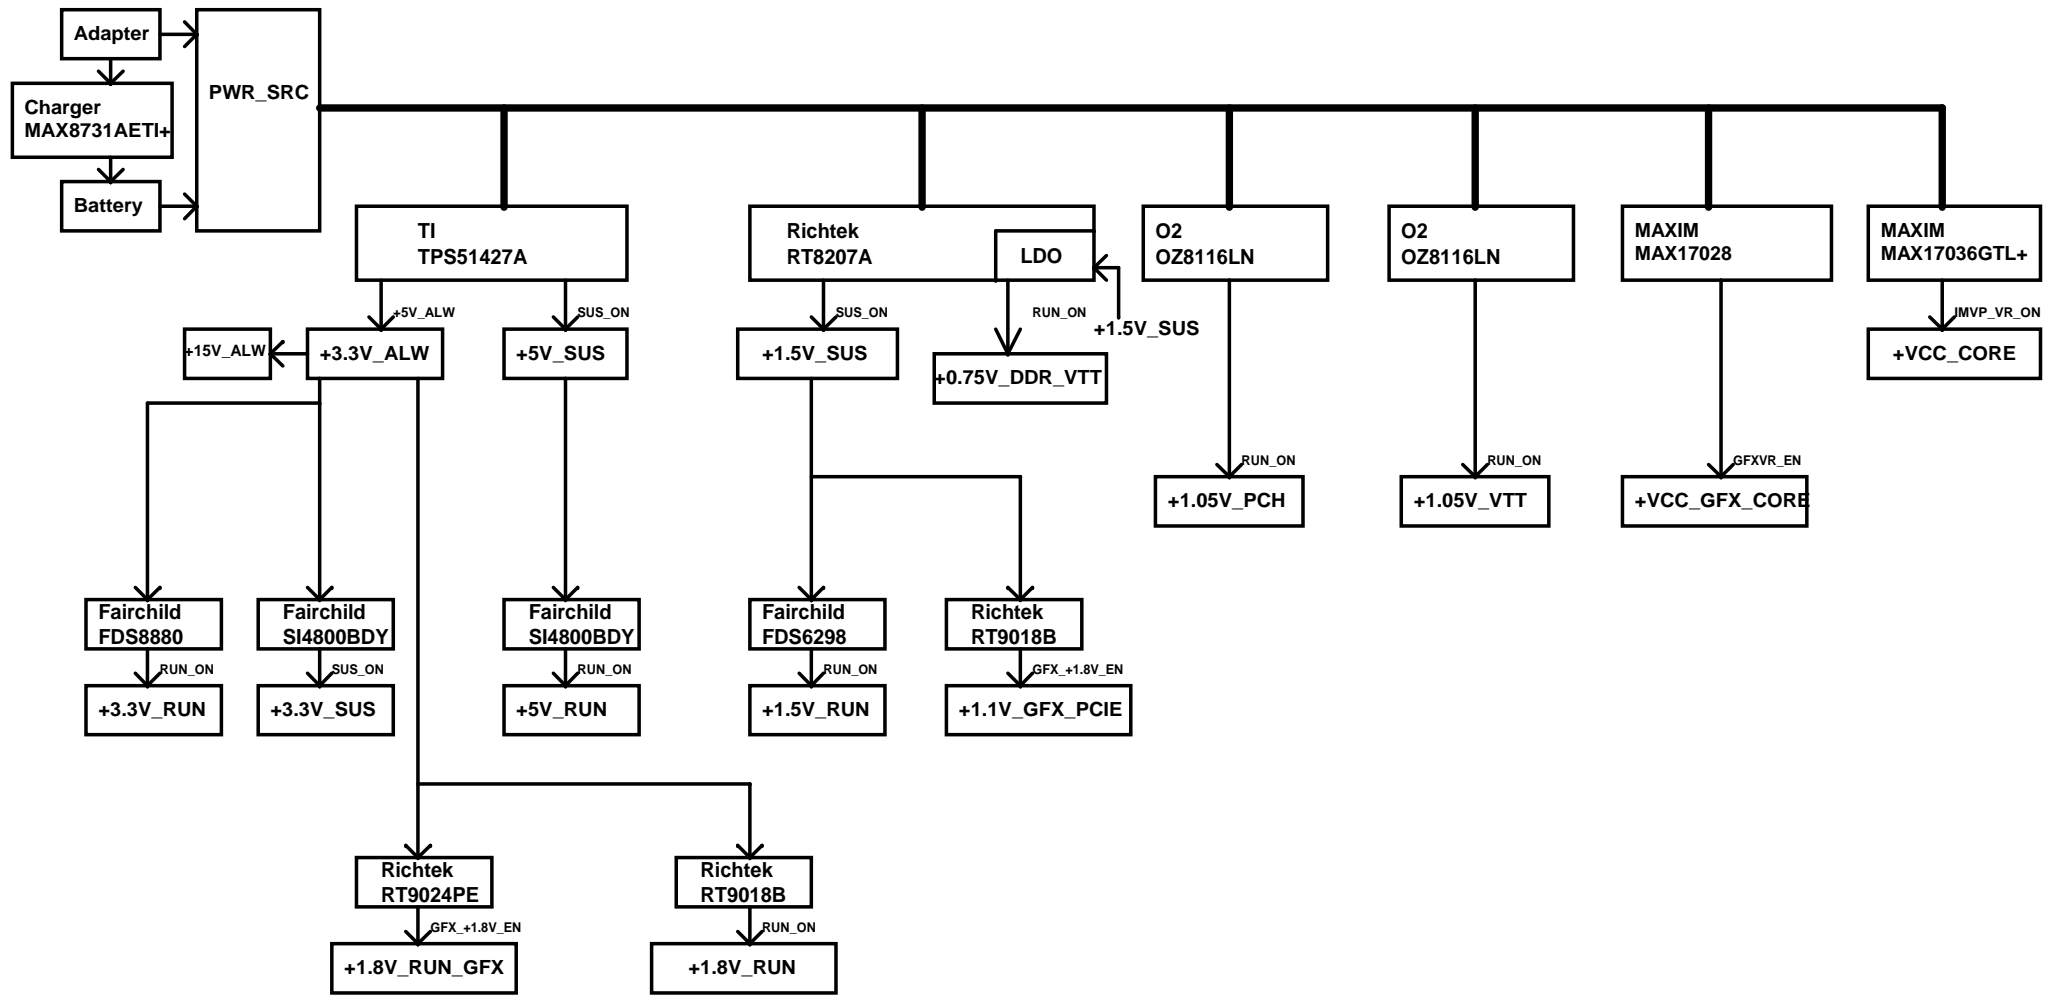 Adapter
PWR_SRC
Charger
MAX8731AETI+
Battery
TI
TPS51427A
Richtek
RT8207A
LDO
O2
OZ8116LN
O2
OZ8116LN
MAXIM
MAX17028
MAXIM
MAX17036GTL+
+5V_ALW
SUS_ON
SUS_ON
RUN_ON
+1.5V_SUS
IMVP_VR_ON
+15V_ALW
+3.3V_ALW
+5V_SUS
+1.5V_SUS
+0.75V_DDR_VTT
+VCC_CORE
RUN_ON
RUN_ON
GFXVR_EN
+1.05V_PCH
+1.05V_VTT
+VCC_GFX_CORE
Fairchild
FDS8880
Fairchild
SI4800BDY
Fairchild
SI4800BDY
Fairchild
FDS6298
Richtek
RT9018B
RUN_ON
SUS_ON
RUN_ON
RUN_ON
GFX_+1.8V_EN
+3.3V_RUN
+3.3V_SUS
+5V_RUN
+1.5V_RUN
+1.1V_GFX_PCIE
Richtek
RT9024PE
Richtek
RT9018B
GFX_+1.8V_EN
RUN_ON
+1.8V_RUN_GFX
+1.8V_RUN